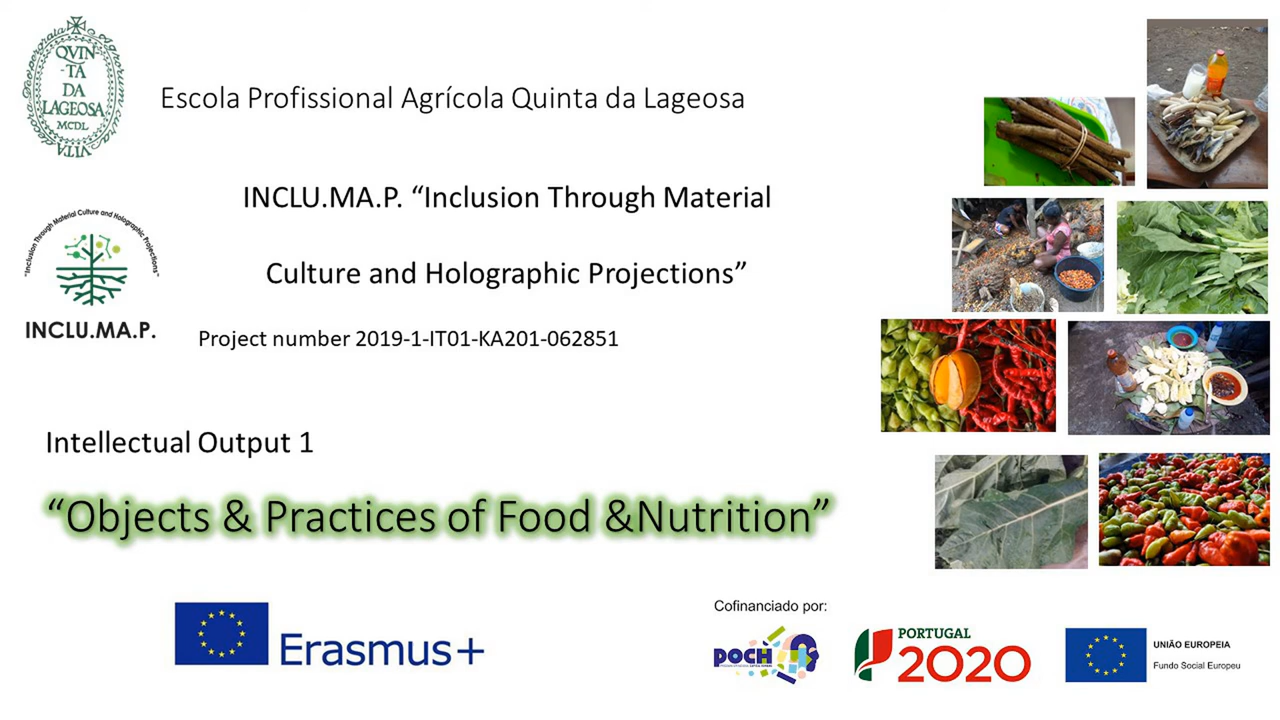 QVIN
-TA
DA
LAGEOSA
MCDL
Escola Profissional Agrícola Quinta da Lageosa
INCLU.MA.P. “Inclusion Through Material
Culture and Holographic Projections”
"Inclusion Through Material Culture and Holographic Projections"
INCLU.MA.P.
Project number 2019-1-IT01-KA201-062851
Intellectual Output 1
“Objects & Practices of Food &Nutrition”
Erasmus+
Cofinanciado por:
POCH
PORTUGAL
2020
UNIÃO EUROPEIA
Fundo Social Europeu